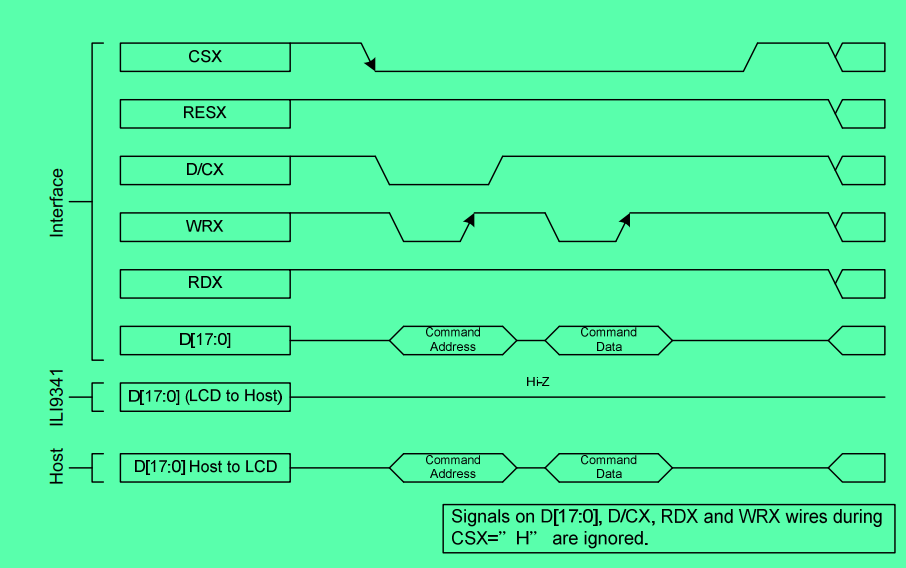 Interface
CSX
RESX
D/CX
WRX
RDX
D[17:0]
Command
Address
Command
Data
ILI9341
D[17:0] (LCD to Host)
Hi-Z
Host
D[17:0] Host to LCD
Command
Address
Command
Data
Signals on D[17:0], D/CX, RDX and WRX wires during
CSX=”H” are ignored.